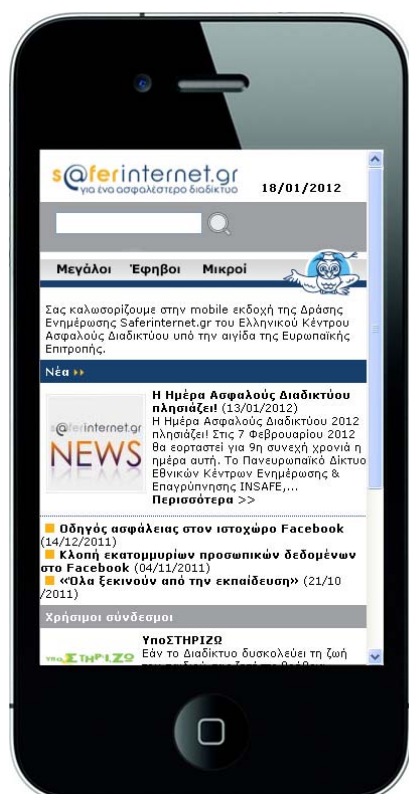 s@ferinternet.gr
για ένα ασφαλέστερο διαδίκτυο
18/01/2012
Μεγάλοι Έφηβοι Μικροί
Σας καλωσορίζουμε στην mobile εκδοχή της Δράσης
Ενημέρωσης Saferinternet.gr του Ελληνικού Κέντρου
Ασφαλούς Διαδικτύου υπό την αιγίδα της Ευρωπαϊκής
Επιτροπής.
Νέα
s@ferinternet.gr
NEWS
Η Ημέρα Ασφαλούς Διαδικτύου
πλησιάζει! (13/01/2012)
Η Ημέρα Ασφαλούς Διαδικτύου 2012
πλησιάζει! Στις 7 Φεβρουαρίου 2012
θα εορταστεί για 9η συνεχή χρονιά η
ημέρα αυτή. Το Πανευρωπαϊκό Δίκτυο
Εθνικών Κέντρων Ενημέρωσης &
Επαγρύπνησης INSAFE,...
Περισσότερα >>
Οδηγός ασφάλειας στον ιστοχώρο Facebook
(14/12/2011)
Κλοπή εκατομμυρίων προσωπικών δεδομένων
στο Facebook (04/11/2011)
«Όλα ξεκινούν από την εκπαίδευση» (21/10
/2011)
Χρήσιμοι σύνδεσμοι
υποΣΤΗΡΙΖΩ
ΥποΣΤΗΡΙΖΩ
Εάν το Διαδίκτυο δυσκολεύει τη ζωή